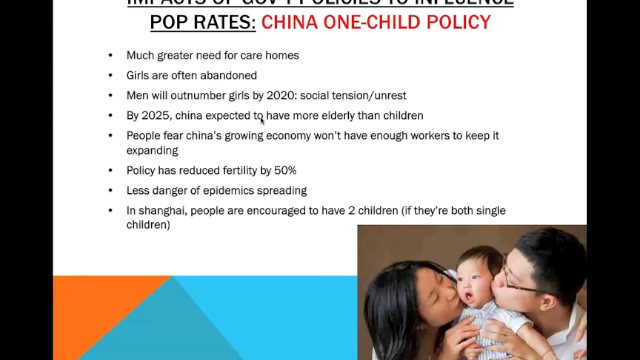 IMPACTS OF GOV'T POLICIES TO INFLUENCE
POP RATES: CHINA ONE-CHILD POLICY
• Much greater need for care homes
• Girls are often abandoned
• Men will outnumber girls by 2020: social tension/unrest
• By 2025, china expected to have more elderly than children
• People fear china's growing economy won't have enough workers to keep it
expanding
• Policy has reduced fertility by 50%
• Less danger of epidemics spreading
• In shanghai, people are encouraged to have 2 children (if they're both single
children)